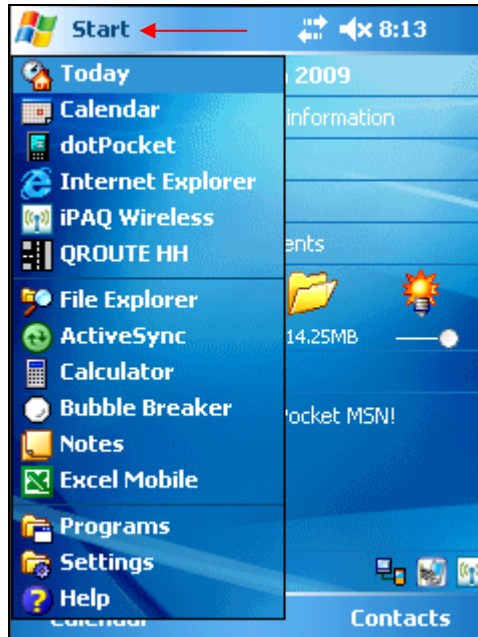 Start 8:13
Today
2009
Calendar
information
dotPocket
Internet Explorer
iPAQ Wireless
ents
QROUTE HH
File Explorer
ActiveSync
14.25MB
Calculator
Bubble Breaker
Pocket MSN!
Notes
Excel Mobile
Programs
Settings
Help
Calendar Contacts